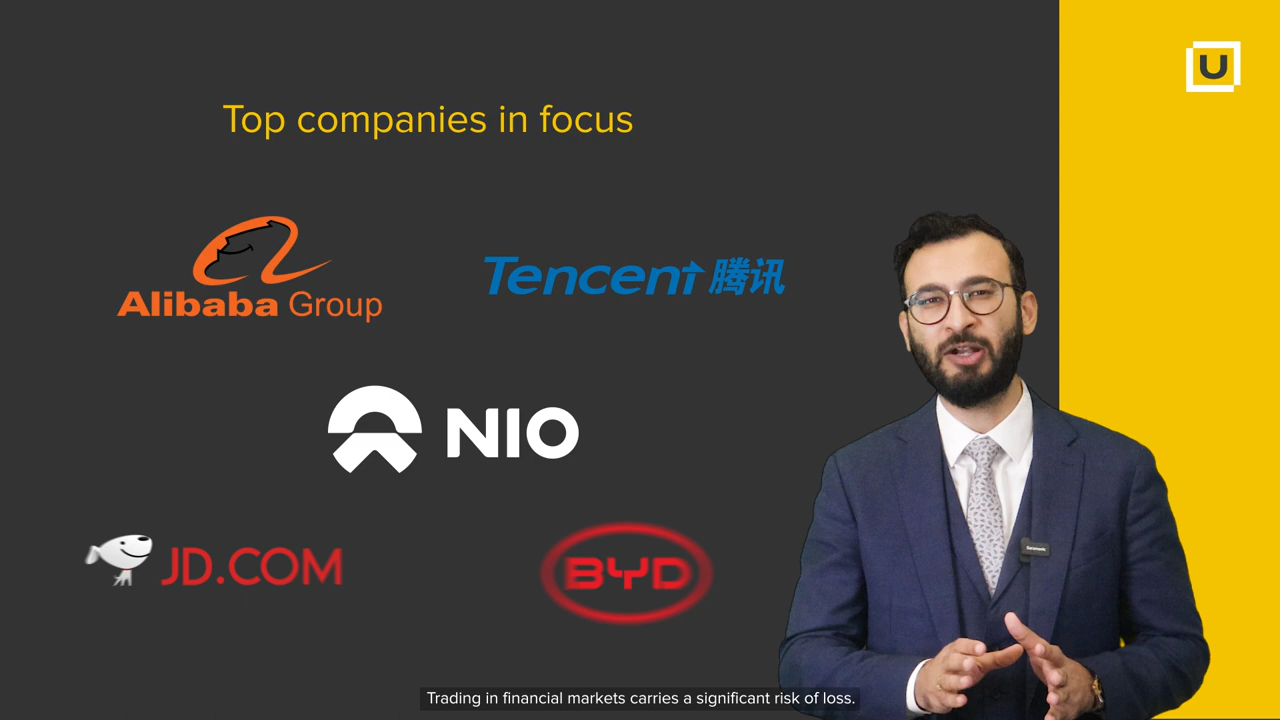 U
Top companies in focus
Alibaba Group
Tencent 腾讯
NIO
JD.COM
BYD
Saramonic
Trading in financial markets carries a significant risk of loss.